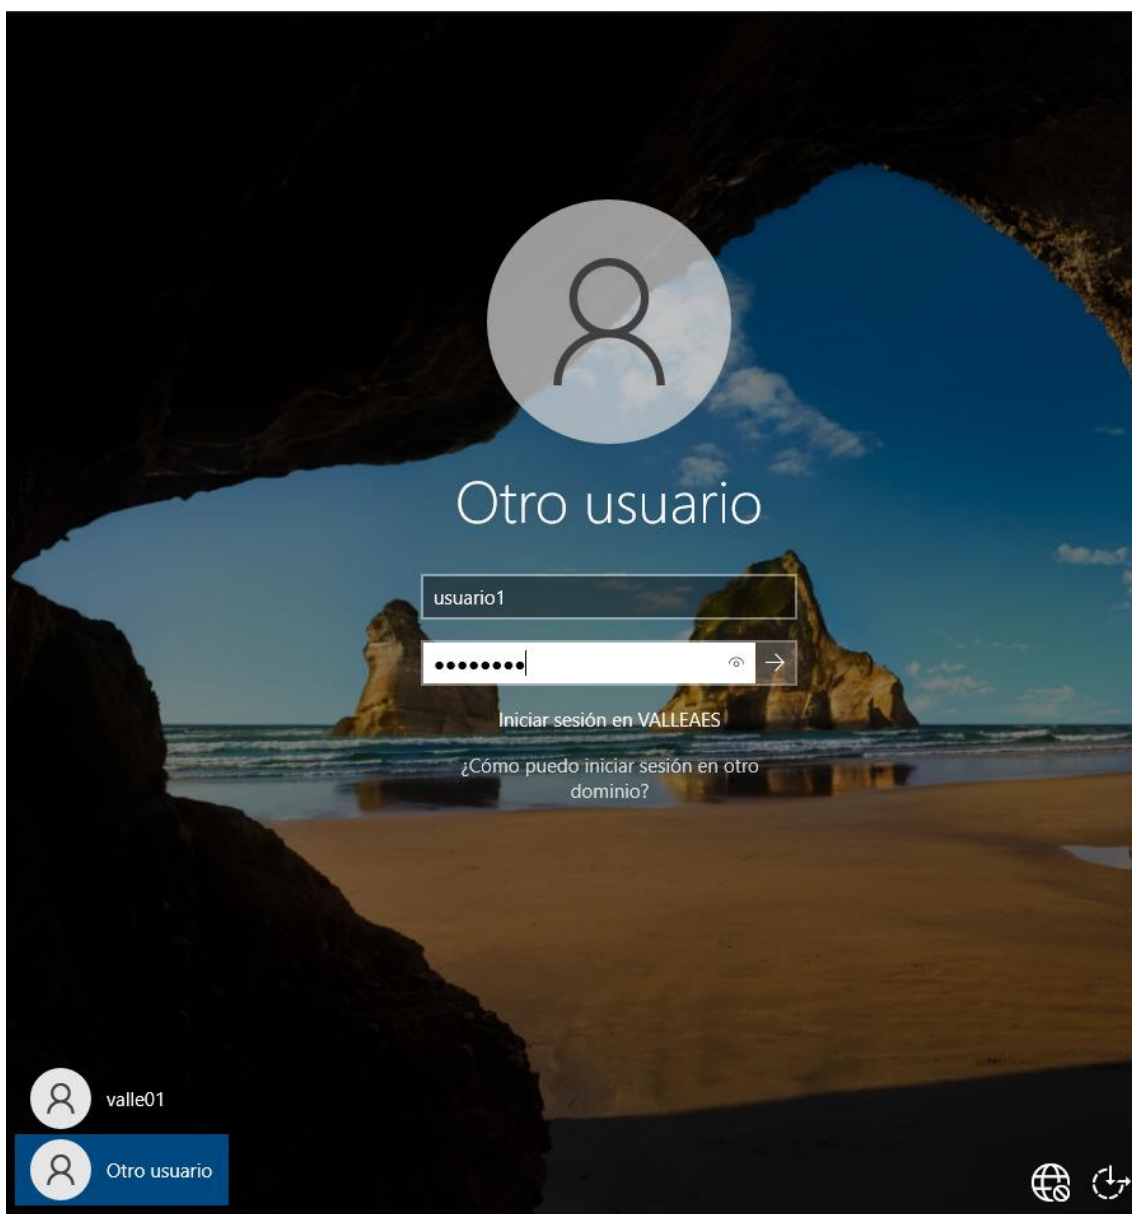 Otro usuario
usuario1
••••••••
Iniciar sesión en VALLEAES
¿Cómo puedo iniciar sesión en otro
dominio?
valle01
Otro usuario